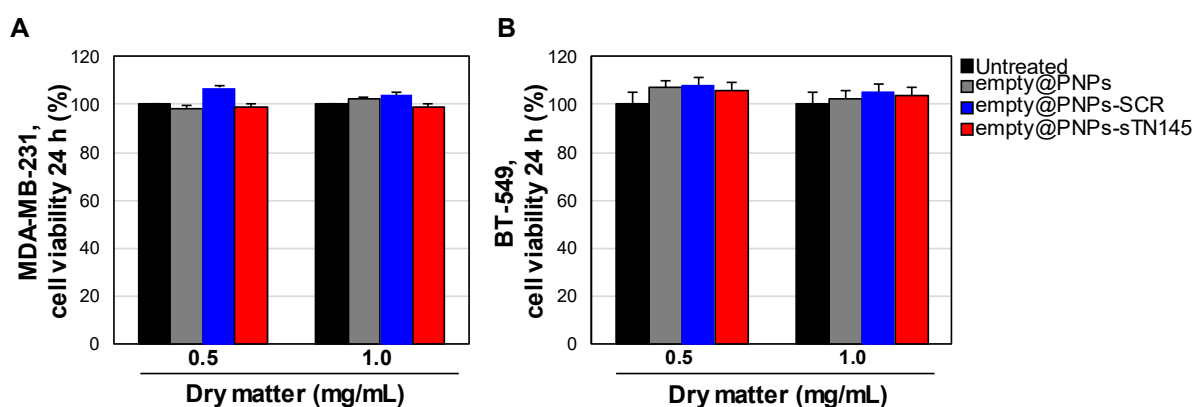 A
MDA-MB-231,
cell viability 24 h (%)
120
100
80
60
40
20
0
0.5
1.0
Dry matter (mg/mL)
B
BT-549,
cell viability 24 h (%)
120
100
80
60
40
20
0
0.5
1.0
Dry matter (mg/mL)
Untreated
empty@PNPs
empty@PNPs-SCR
empty@PNPs-sTN145